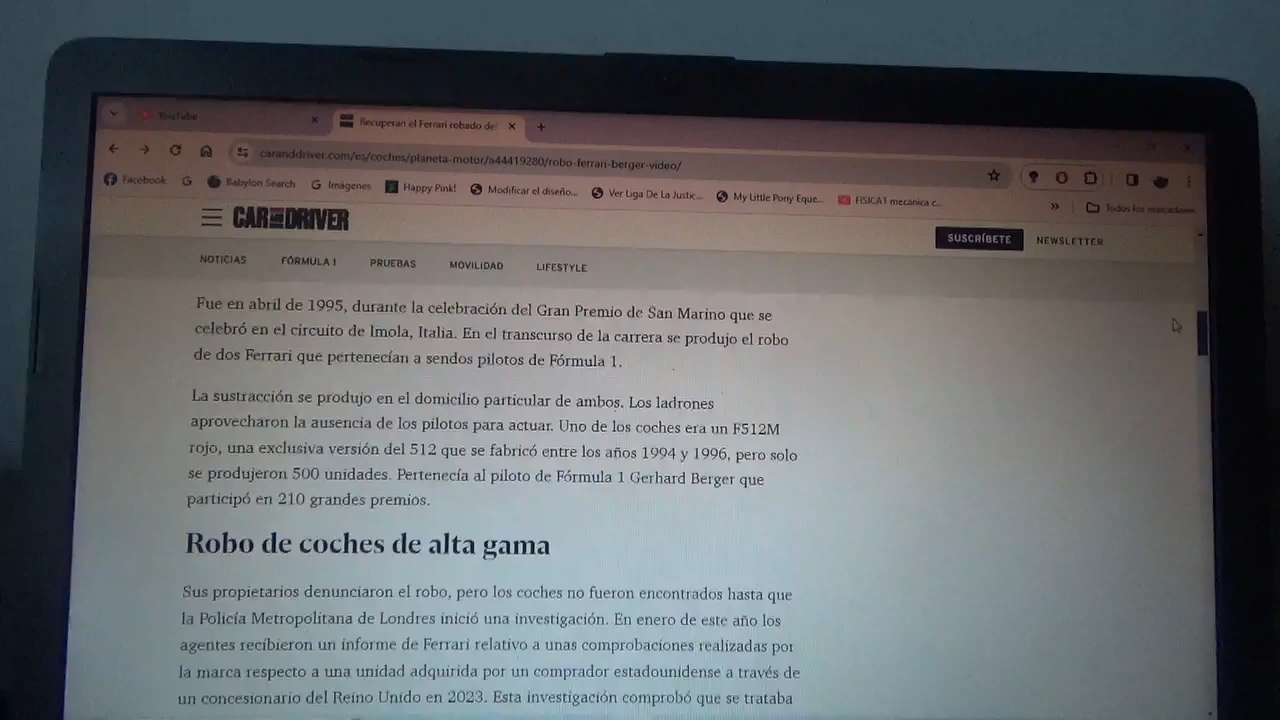 YouTube
Recuperan el Ferrari robado de
caranddriver.com/es/coches/planeta-motor/a44419280/robo-ferrari-berger-video/
Facebook
Babylon Search
Imágenes
Happy Pink!
Modificar el diseño...
Ver Liga De La Justic...
My Little Pony Eque...
FISICA1 mecanica c...
Todos los marcadores
CAR AND DRIVER
SUSCRÍBETE
NEWSLETTER
NOTICIAS
FÓRMULA 1
PRUEBAS
MOVILIDAD
LIFESTYLE
Fue en abril de 1995, durante la celebración del Gran Premio de San Marino que se
celebró en el circuito de Imola, Italia. En el transcurso de la carrera se produjo el robo
de dos Ferrari que pertenecían a sendos pilotos de Fórmula 1.
La sustracción se produjo en el domicilio particular de ambos. Los ladrones
aprovecharon la ausencia de los pilotos para actuar. Uno de los coches era un F512M
rojo, una exclusiva versión del 512 que se fabricó entre los años 1994 y 1996, pero solo
se produjeron 500 unidades. Pertenecía al piloto de Fórmula 1 Gerhard Berger que
participó en 210 grandes premios.
Robo de coches de alta gama
Sus propietarios denunciaron el robo, pero los coches no fueron encontrados hasta que
la Policía Metropolitana de Londres inició una investigación. En enero de este año los
agentes recibieron un informe de Ferrari relativo a unas comprobaciones realizadas por
la marca respecto a una unidad adquirida por un comprador estadounidense a través de
un concesionario del Reino Unido en 2023. Esta investigación comprobó que se trataba